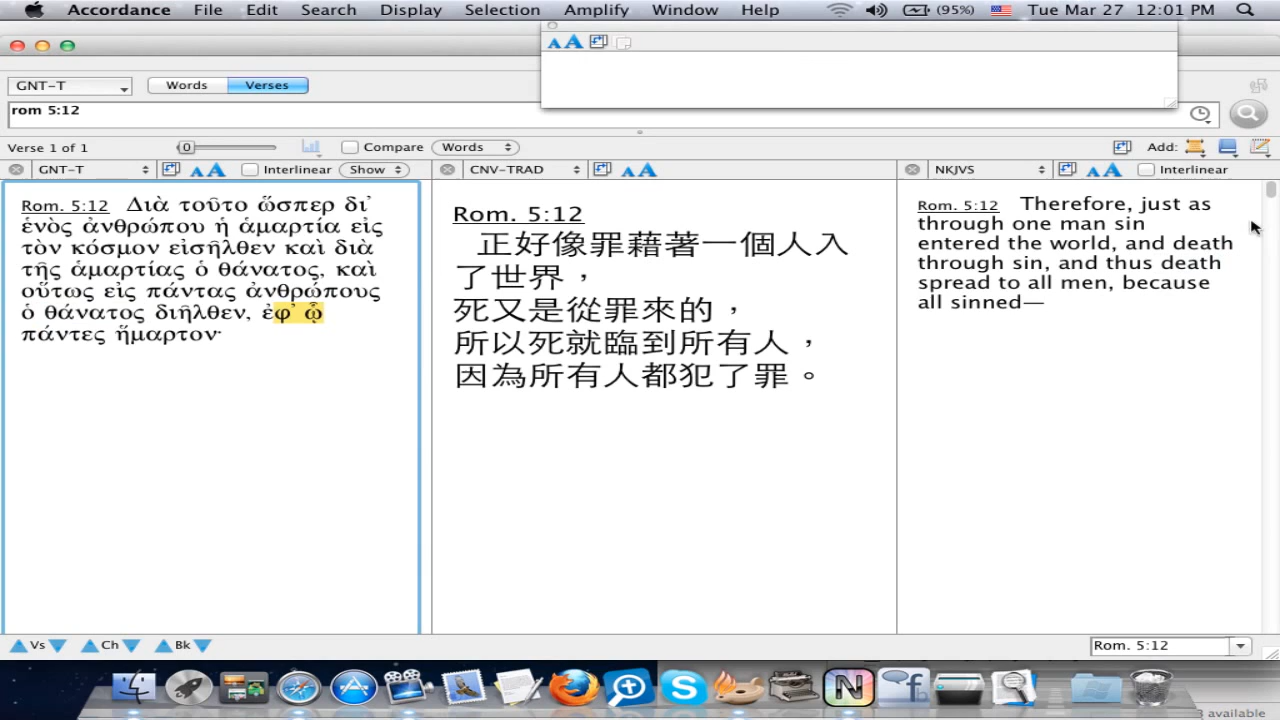 Accordance File Edit Search Display Selection Amplify Window Help (95%) Tue Mar 27 12:01 PM
GNT-T Words Verses
rom 5:12
Verse 1 of 1 0 Compare Words Add:
GNT-T Interlinear Show
Rom. 5:12 Διὰ τοῦτο ὥσπερ δι᾽
ἑνὸς ἀνθρώπου ἡ ἁμαρτία εἰς
τὸν κόσμον εἰσῆλθεν καὶ διὰ
τῆς ἁμαρτίας ὁ θάνατος, καὶ
οὕτως εἰς πάντας ἀνθρώπους
ὁ θάνατος διῆλθεν, ἐφ᾽ ᾧ
πάντες ἥμαρτον·
CNV-TRAD
Rom. 5:12
正好像罪藉著一個人入
了世界，
死又是從罪來的，
所以死就臨到所有人，
因為所有人都犯了罪。
NKJVS Interlinear
Rom. 5:12 Therefore, just as
through one man sin
entered the world, and death
through sin, and thus death
spread to all men, because
all sinned—
Vs Ch Bk Rom. 5:12
N f
3 available